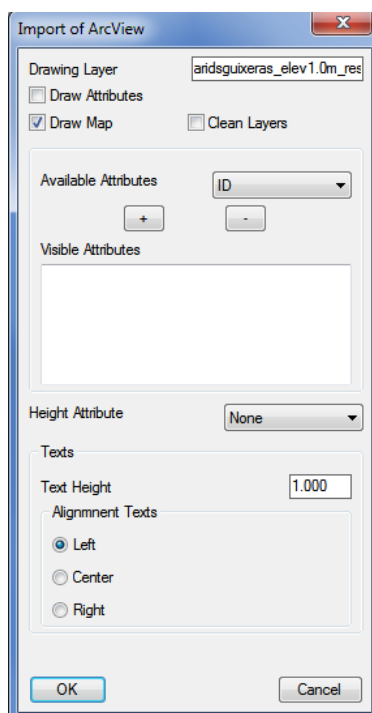 Import of ArcView
Drawing Layer aridsguixeras_elev1.0m_res
Draw Attributes
Draw Map Clean Layers
Available Attributes ID
+ -
Visible Attributes
Height Attribute None
Texts
Text Height 1.000
Alignmnent Texts
Left
Center
Right
OK Cancel